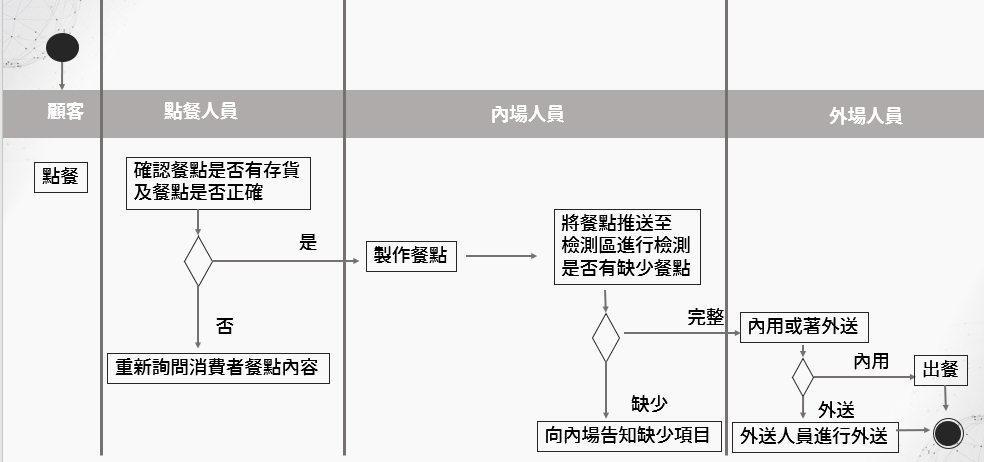 顧客
點餐人員
內場人員
外場人員
點餐
確認餐點是否有存貨
及餐點是否正確
是
否
重新詢問消費者餐點內容
製作餐點
將餐點推送至
檢測區進行檢測
是否有缺少餐點
完整
缺少
向內場告知缺少項目
內用或著外送
內用
出餐
外送
外送人員進行外送